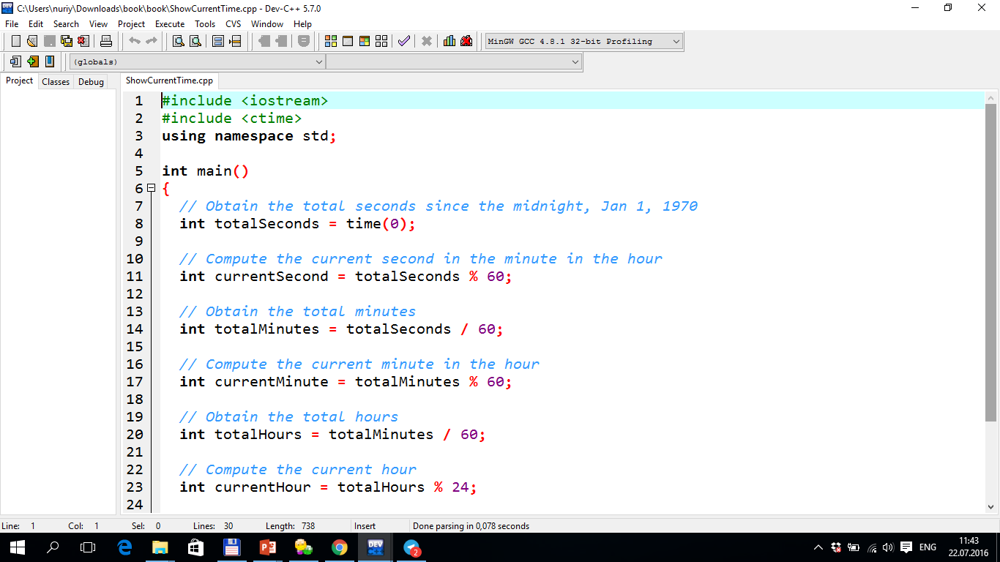 C:\Users\nuriy\Downloads\book\book\ShowCurrentTime.cpp - Dev-C++ 5.7.0
File Edit Search View Project Execute Tools CVS Window Help
MinGW GCC 4.8.1 32-bit Profiling
(globals)
Project Classes Debug ShowCurrentTime.cpp
1 #include <iostream>
2 #include <ctime>
3 using namespace std;
4
5 int main()
6 {
7 // Obtain the total seconds since the midnight, Jan 1, 1970
8 int totalSeconds = time(0);
9
10 // Compute the current second in the minute in the hour
11 int currentSecond = totalSeconds % 60;
12
13 // Obtain the total minutes
14 int totalMinutes = totalSeconds / 60;
15
16 // Compute the current minute in the hour
17 int currentMinute = totalMinutes % 60;
18
19 // Obtain the total hours
20 int totalHours = totalMinutes / 60;
21
22 // Compute the current hour
23 int currentHour = totalHours % 24;
24
Line: 1 Col: 1 Sel: 0 Lines: 30 Length: 738 Insert Done parsing in 0,078 seconds
DEV
2
ENG
11:43
22.07.2016